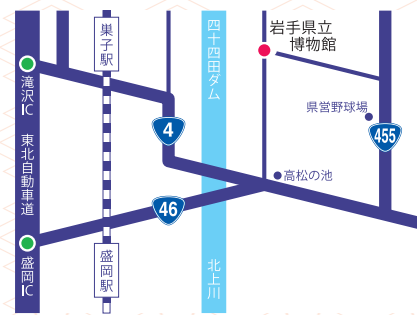 巣子駅
四十四田ダム
岩手県立
博物館
滝沢IC
県営野球場
4
455
東北自動車道
高松の池
46
盛岡IC
盛岡駅
北上川